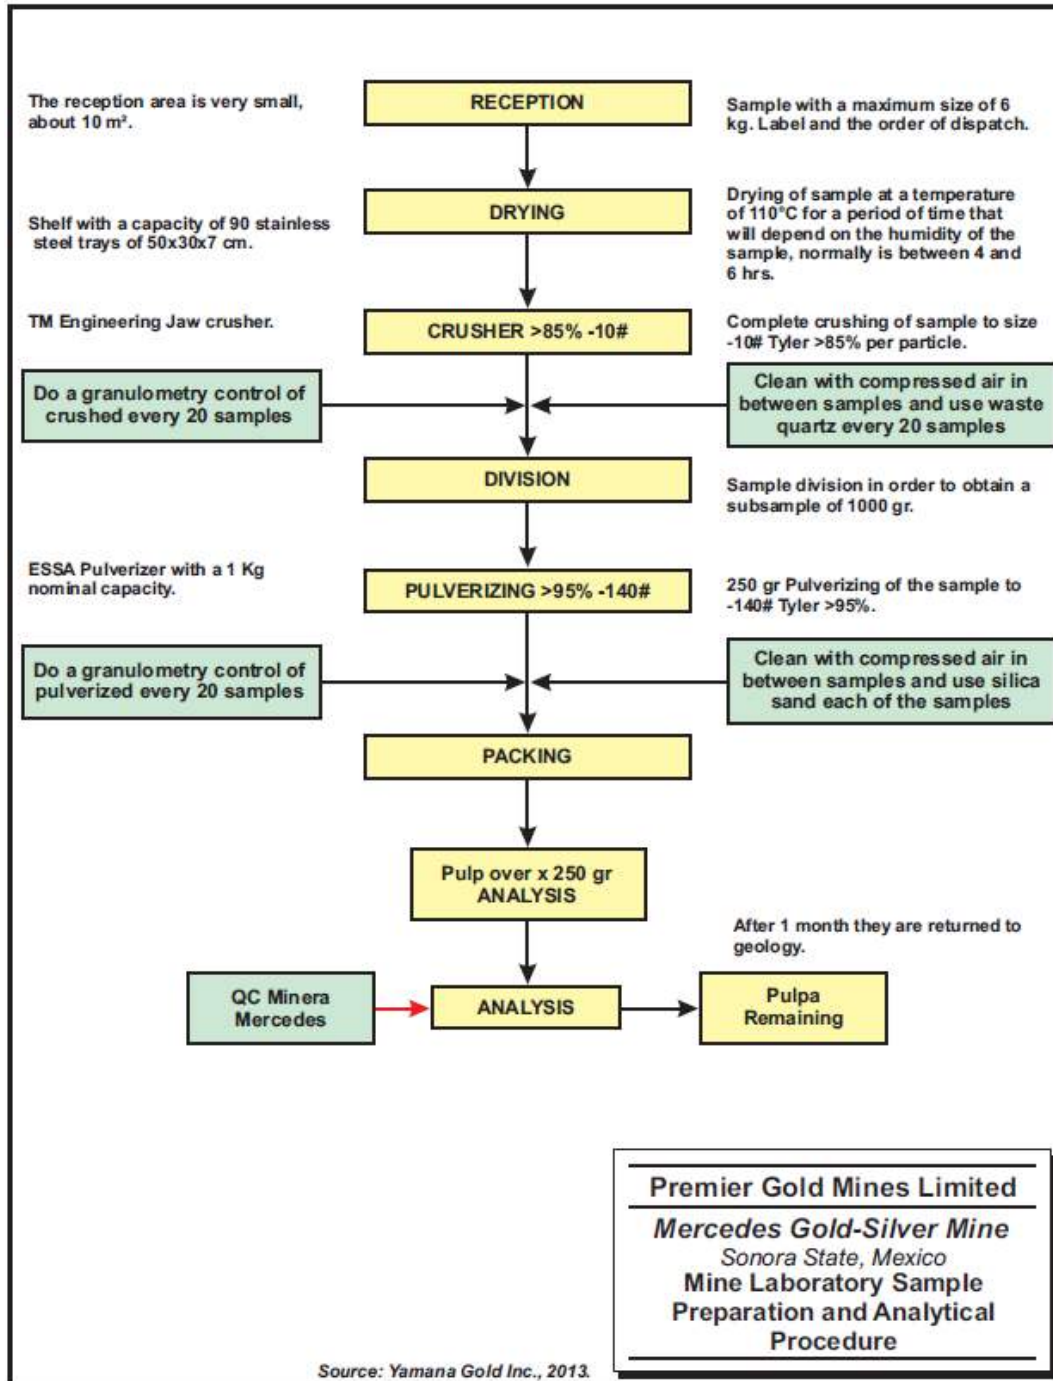 The reception area is very small,
about 10 m².
RECEPTION
Sample with a maximum size of 6
kg. Label and the order of dispatch.
Shelf with a capacity of 90 stainless
steel trays of 50x30x7 cm.
DRYING
Drying of sample at a temperature
of 110°C for a period of time that
will depend on the humidity of the
sample, normally is between 4 and
6 hrs.
TM Engineering Jaw crusher.
CRUSHER >85% -10#
Complete crushing of sample to size
-10# Tyler >85% per particle.
Do a granulometry control of
crushed every 20 samples
Clean with compressed air in
between samples and use waste
quartz every 20 samples
DIVISION
Sample division in order to obtain a
subsample of 1000 gr.
ESSA Pulverizer with a 1 Kg
nominal capacity.
PULVERIZING >95% -140#
250 gr Pulverizing of the sample to
-140# Tyler >95%.
Do a granulometry control of
pulverized every 20 samples
Clean with compressed air in
between samples and use silica
sand each of the samples
PACKING
Pulp over x 250 gr
ANALYSIS
After 1 month they are returned to
geology.
QC Minera
Mercedes
ANALYSIS
Pulpa
Remaining
Premier Gold Mines Limited
Mercedes Gold-Silver Mine
Sonora State, Mexico
Mine Laboratory Sample
Preparation and Analytical
Procedure
Source: Yamana Gold Inc., 2013.